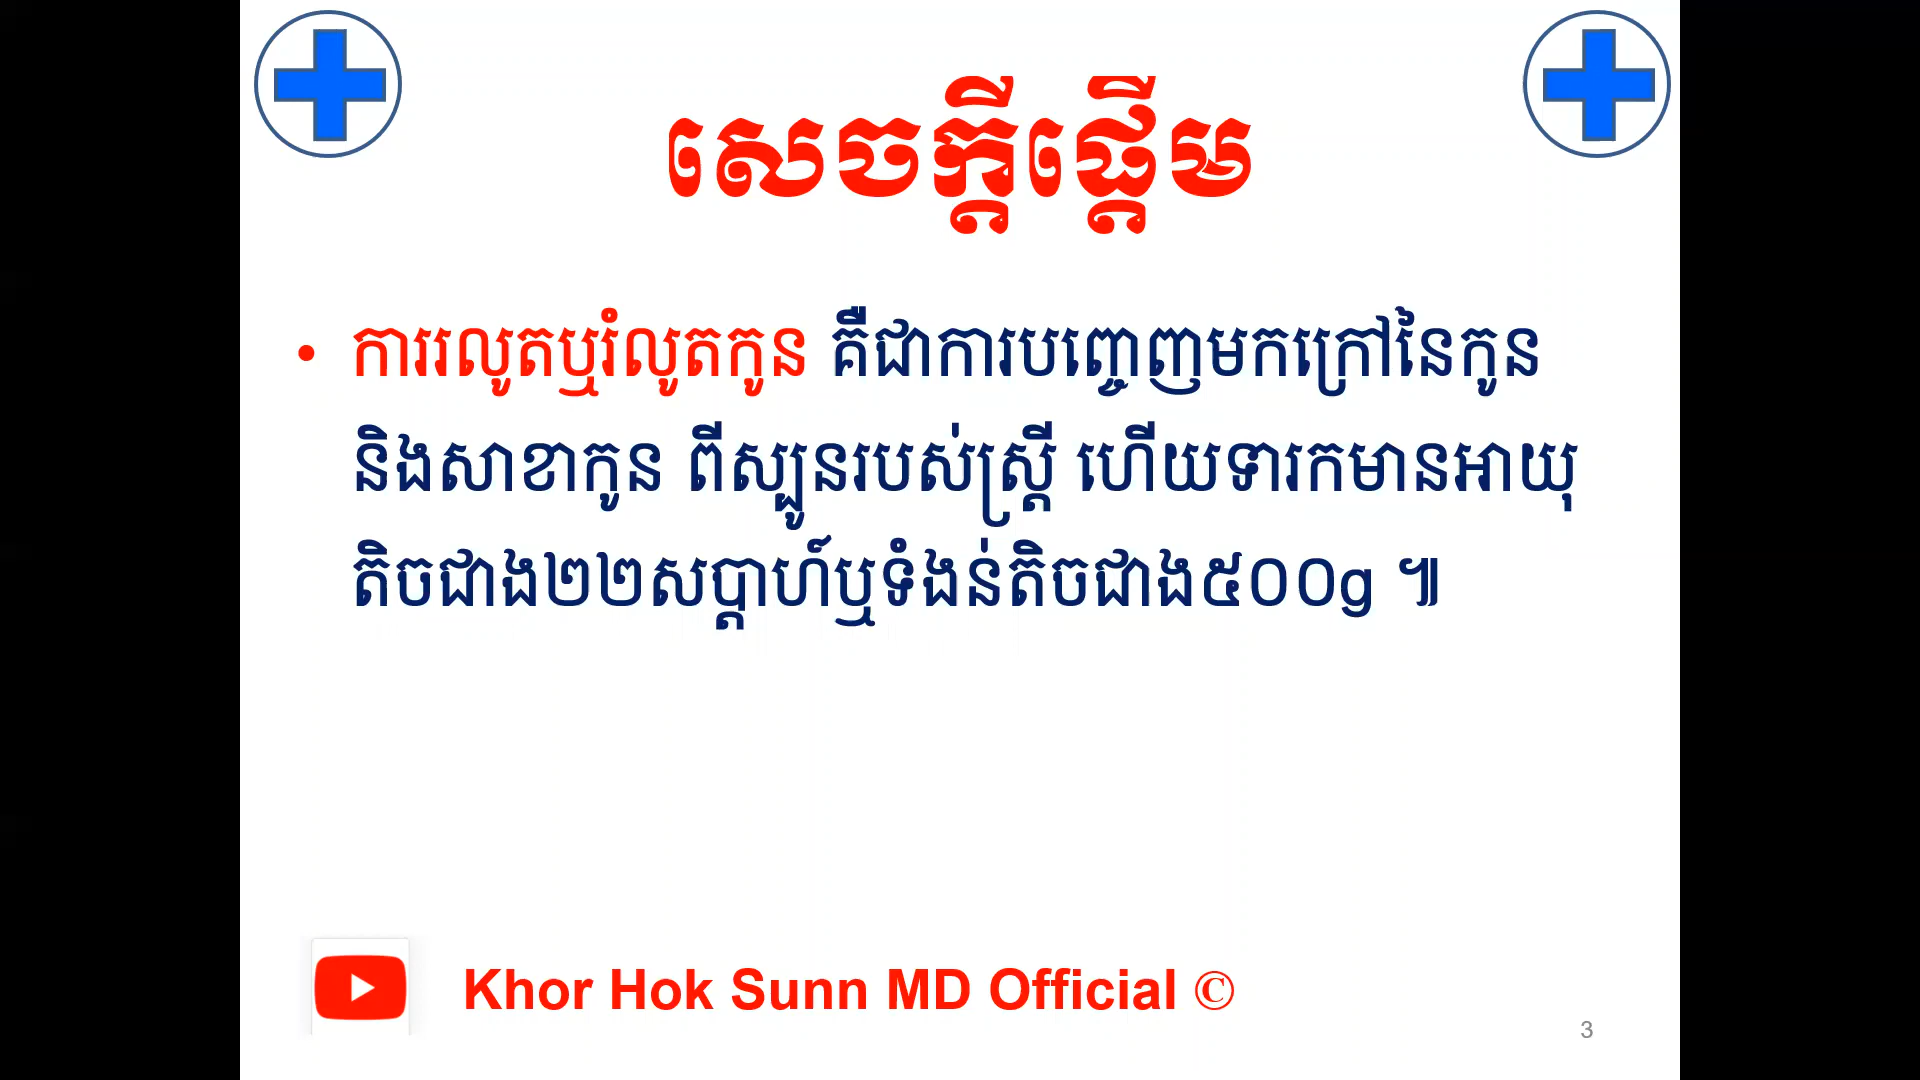 សេចក្ដីផ្ដើម
• ការរលូតឬរំលូតកូន គឺជាការបញ្ចេញមកក្រៅនៃកូន
និងសាខាកូន ពីស្បូនរបស់ស្ត្រី ហើយទារកមានអាយុ
តិចជាង២២សប្ដាហ៍ឬទំងន់តិចជាង៥០០g ៕
Khor Hok Sunn MD Official ©
3